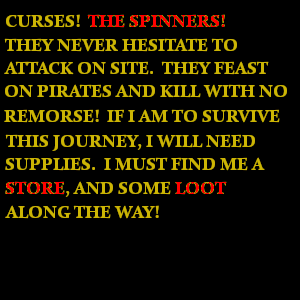 CURSES! THE SPINNERS!
THEY NEVER HESITATE TO
ATTACK ON SITE. THEY FEAST
ON PIRATES AND KILL WITH NO
REMORSE! IF I AM TO SURVIVE
THIS JOURNEY, I WILL NEED
SUPPLIES. I MUST FIND ME A
STORE, AND SOME LOOT
ALONG THE WAY!